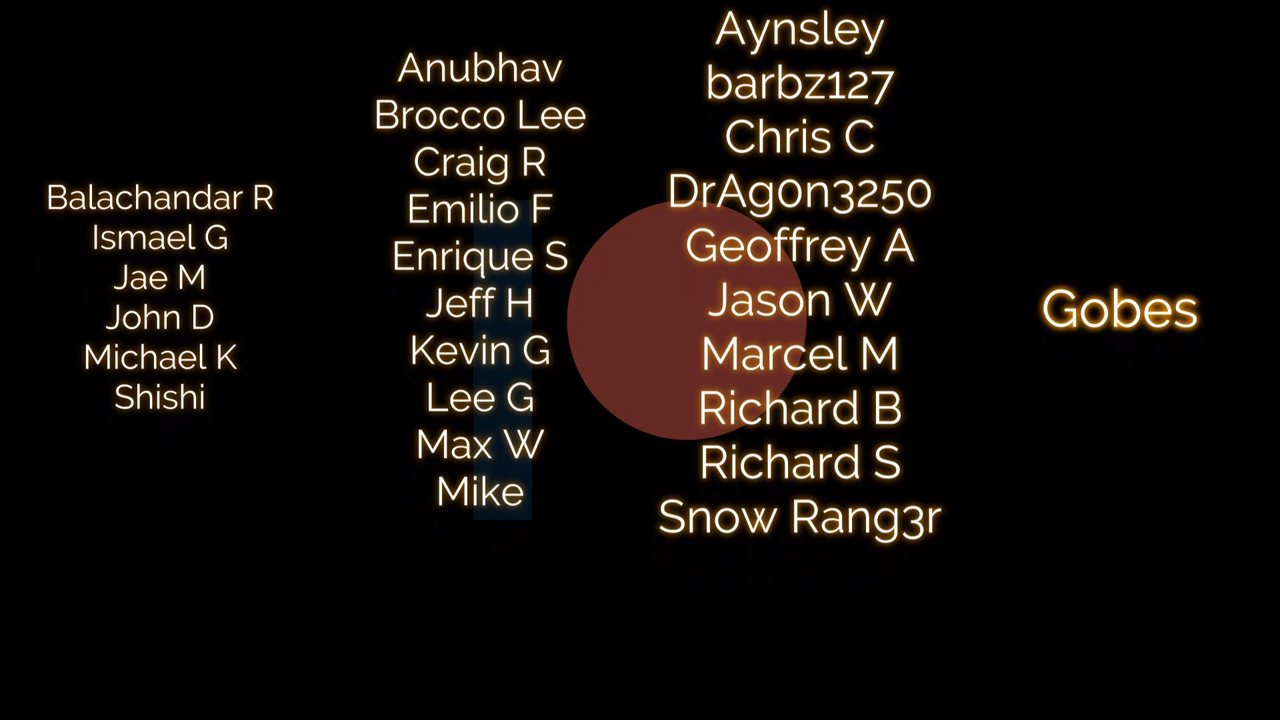 Balachandar R
Ismael G
Jae M
John D
Michael K
Shishi
Anubhav
Brocco Lee
Craig R
Emilio F
Enrique S
Jeff H
Kevin G
Lee G
Max W
Mike
Aynsley
barbz127
Chris C
DrAg0n3250
Geoffrey A
Jason W
Marcel M
Richard B
Richard S
Snow Rang3r
Gobes